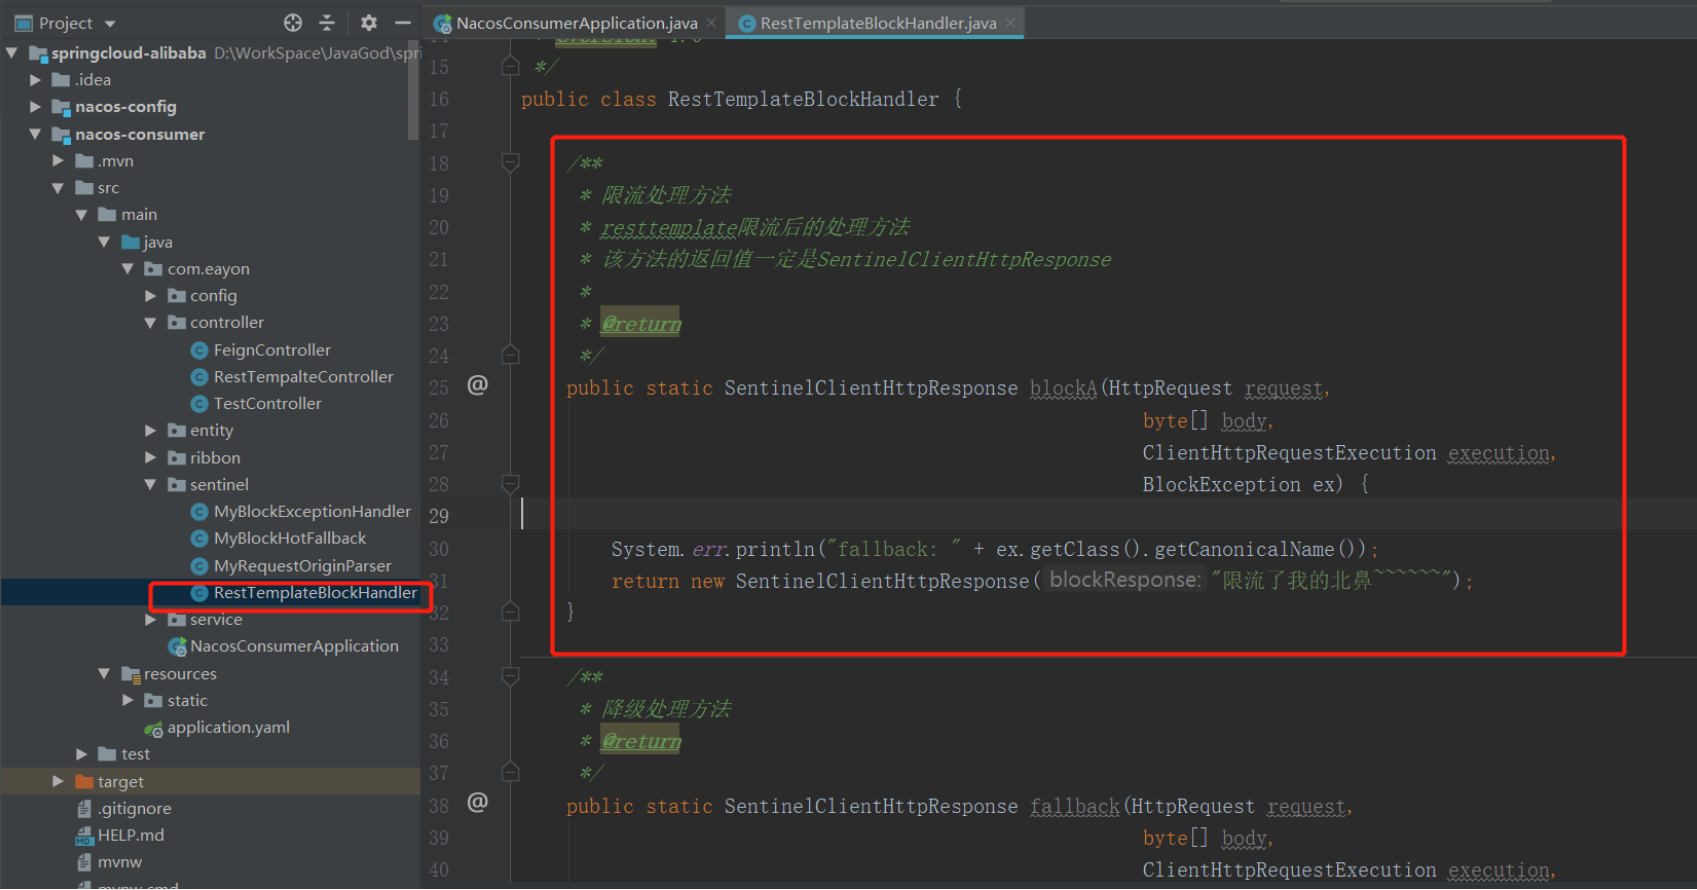 Project
springcloud-alibaba D:\WorkSpace\JavaGod\spri
.idea
nacos-config
nacos-consumer
.mvn
src
main
java
com.eayon
config
controller
FeignController
RestTempalteController
TestController
entity
ribbon
sentinel
MyBlockExceptionHandler
MyBlockHotFallback
MyRequestOriginParser
RestTemplateBlockHandler
service
NacosConsumerApplication
resources
static
application.yaml
test
target
.gitignore
HELP.md
mvnw
mvnw.cmd
NacosConsumerApplication.java
RestTemplateBlockHandler.java
15 */
16 public class RestTemplateBlockHandler {
17
18 /**
19 * 限流处理方法
20 * resttemplate限流后的处理方法
21 * 该方法的返回值一定是SentinelClientHttpResponse
22 *
23 * @return
24 */
25 @ public static SentinelClientHttpResponse blockA(HttpRequest request,
26 byte[] body,
27 ClientHttpRequestExecution execution,
28 BlockException ex) {
29
30 System.err.println("fallback: " + ex.getClass().getCanonicalName());
31 return new SentinelClientHttpResponse( blockResponse: "限流了我的北鼻~~~~~~");
32 }
33
34 /**
35 * 降级处理方法
36 * @return
37 */
38 @ public static SentinelClientHttpResponse fallback(HttpRequest request,
39 byte[] body,
40 ClientHttpRequestExecution execution,